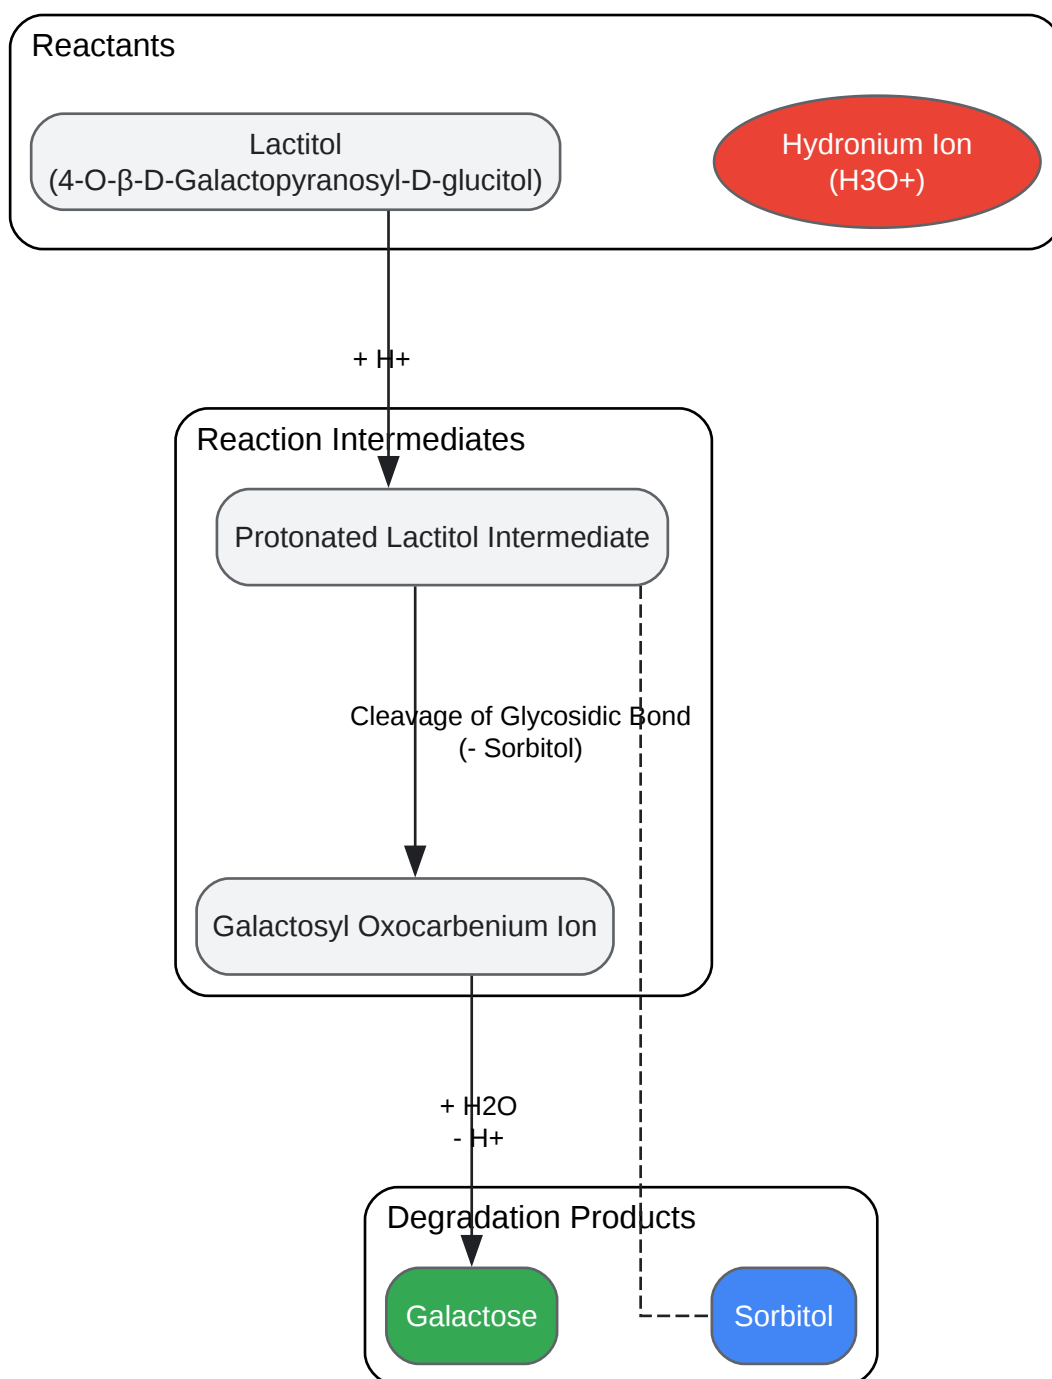 Reactants
Lactitol
(4-O-β-D-Galactopyranosyl-D-glucitol)
Hydronium Ion
(H3O+)
+ H+
Reaction Intermediates
Protonated Lactitol Intermediate
Cleavage of Glycosidic Bond
(- Sorbitol)
Galactosyl Oxocarbenium Ion
+ H2O
- H+
Degradation Products
Galactose
Sorbitol